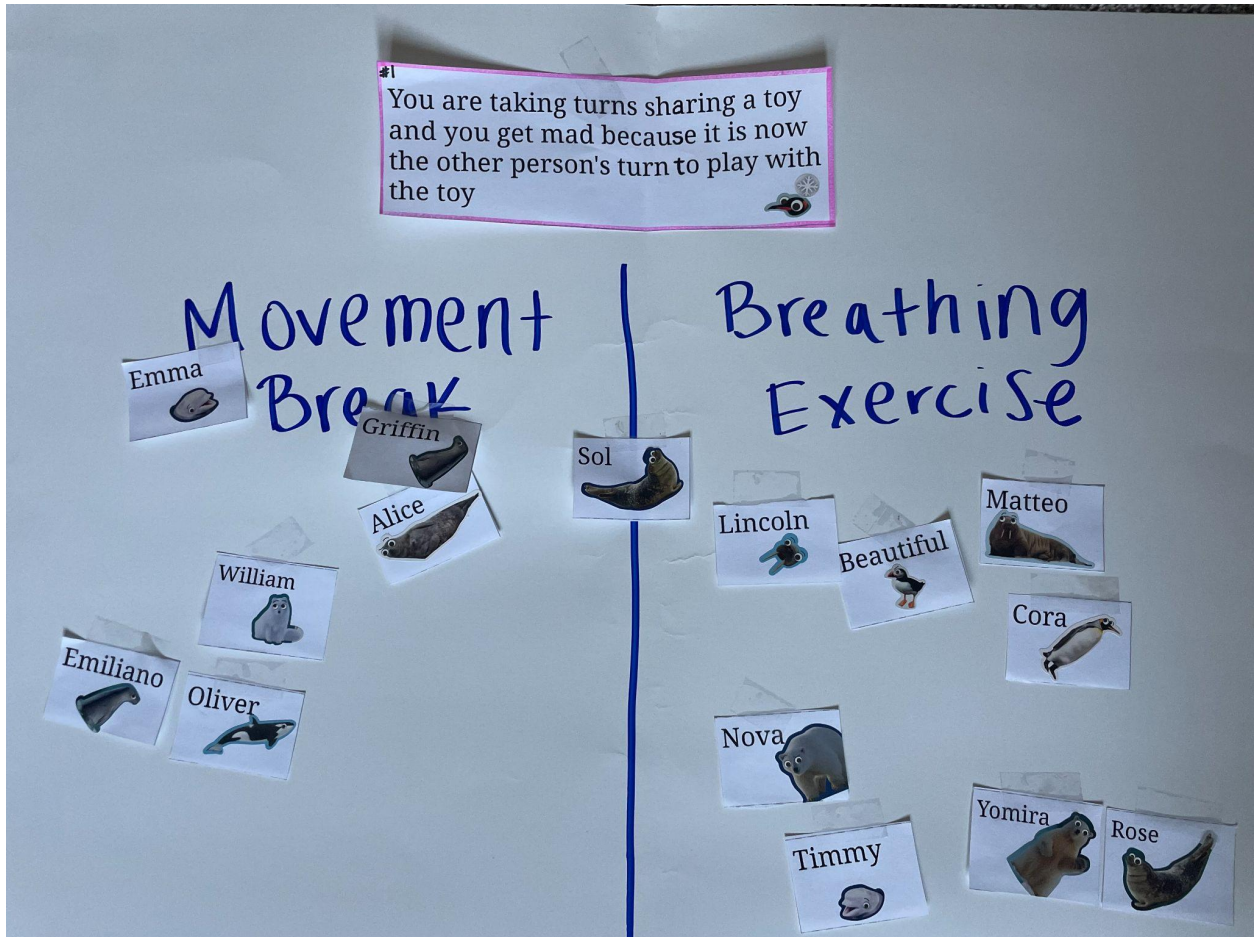 #1
You are taking turns sharing a toy
and you get mad because it is now
the other person's turn to play with
the toy
Movement
Break
Breathing
Exercise
Emma
Griffin
Alice
William
Emiliano
Oliver
Sol
Lincoln
Beautiful
Matteo
Cora
Nova
Timmy
Yomira
Rose